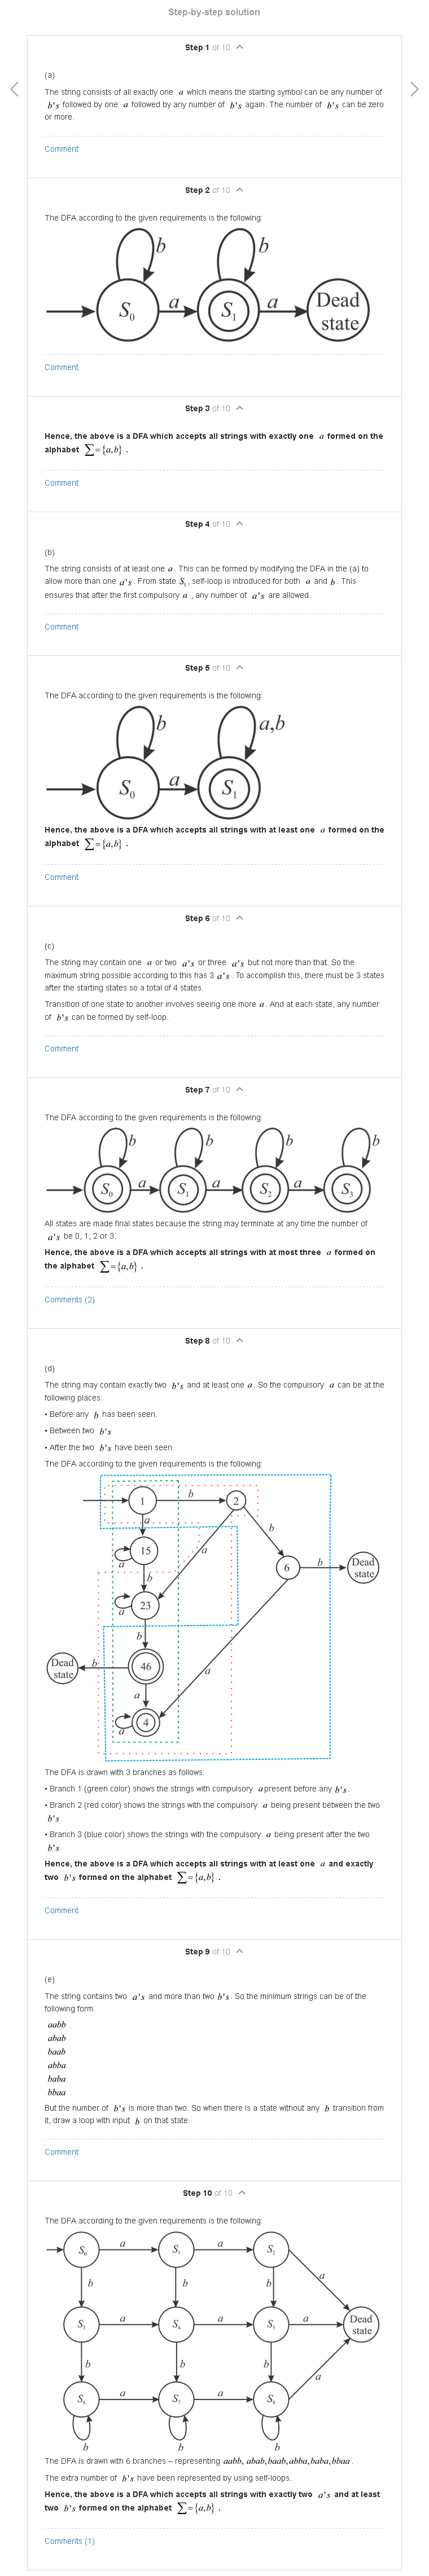 Step-by-step solution
Step 1 of 10
(a)
The string consists of all exactly one a which means the starting symbol can be any number of
b's followed by one a followed by any number of b's again. The number of b's can be zero
or more.
Comment
Step 2 of 10
The DFA according to the given requirements is the following:
b b
S₀ a S₁ a Dead
state
Comment
Step 3 of 10
Hence, the above is a DFA which accepts all strings with exactly one a formed on the
alphabet ∑={a,b} .
Comment
Step 4 of 10
(b)
The string consists of at least one a. This can be formed by modifying the DFA in the (a) to
allow more than one a's. From state S₁, self-loop is introduced for both a and b. This
ensures that after the first compulsory a , any number of a's are allowed.
Comment
Step 5 of 10
The DFA according to the given requirements is the following:
b a,b
S₀ a S₁
Hence, the above is a DFA which accepts all strings with at least one a formed on the
alphabet ∑={a,b} .
Comment
Step 6 of 10
(c)
The string may contain one a or two a's or three a's but not more than that. So the
maximum string possible according to this has 3 a's. To accomplish this, there must be 3 states
after the starting states so a total of 4 states.
Transition of one state to another involves seeing one more a. And at each state, any number
of b's can be formed by self-loop.
Comment
Step 7 of 10
The DFA according to the given requirements is the following:
b b b b
S₀ a S₁ a S₂ a S₃
All states are made final states because the string may terminate at any time the number of
a's be 0, 1, 2 or 3.
Hence, the above is a DFA which accepts all strings with at most three a formed on
the alphabet ∑={a,b} .
Comments (2)
Step 8 of 10
(d)
The string may contain exactly two b's and at least one a. So the compulsory a can be at the
following places:
• Before any b has been seen.
• Between two b's
• After the two b's have been seen.
The DFA according to the given requirements is the following:
1 b 2
a b
15 a
a 6 b Dead
state
b
23
a
b
Dead
state b 46 a
a
4
a
The DFA is drawn with 3 branches as follows:
• Branch 1 (green color) shows the strings with compulsory a present before any b's.
• Branch 2 (red color) shows the strings with the compulsory a being present between the two
b's.
• Branch 3 (blue color) shows the strings with the compulsory a being present after the two
b's.
Hence, the above is a DFA which accepts all strings with at least one a and exactly
two b's formed on the alphabet ∑={a,b} .
Comment
Step 9 of 10
(e)
The string contains two a's and more than two b's. So the minimum strings can be of the
following form:
aabb
abab
baab
abba
baba
bbaa
But the number of b's is more than two. So when there is a state without any b transition from
it, draw a loop with input b on that state.
Comment
Step 10 of 10
The DFA according to the given requirements is the following:
S₀ a S₁ a S₂
a
b b b
S₃ a S₄ a S₅ a Dead
state
b b b a
S₆ a S₇ a S₈
b b b
The DFA is drawn with 6 branches – representing aabb, abab,baab,abba,baba,bbaa .
The extra number of b's have been represented by using self-loops.
Hence, the above is a DFA which accepts all strings with exactly two a's and at least
two b's formed on the alphabet ∑={a,b} .
Comments (1)